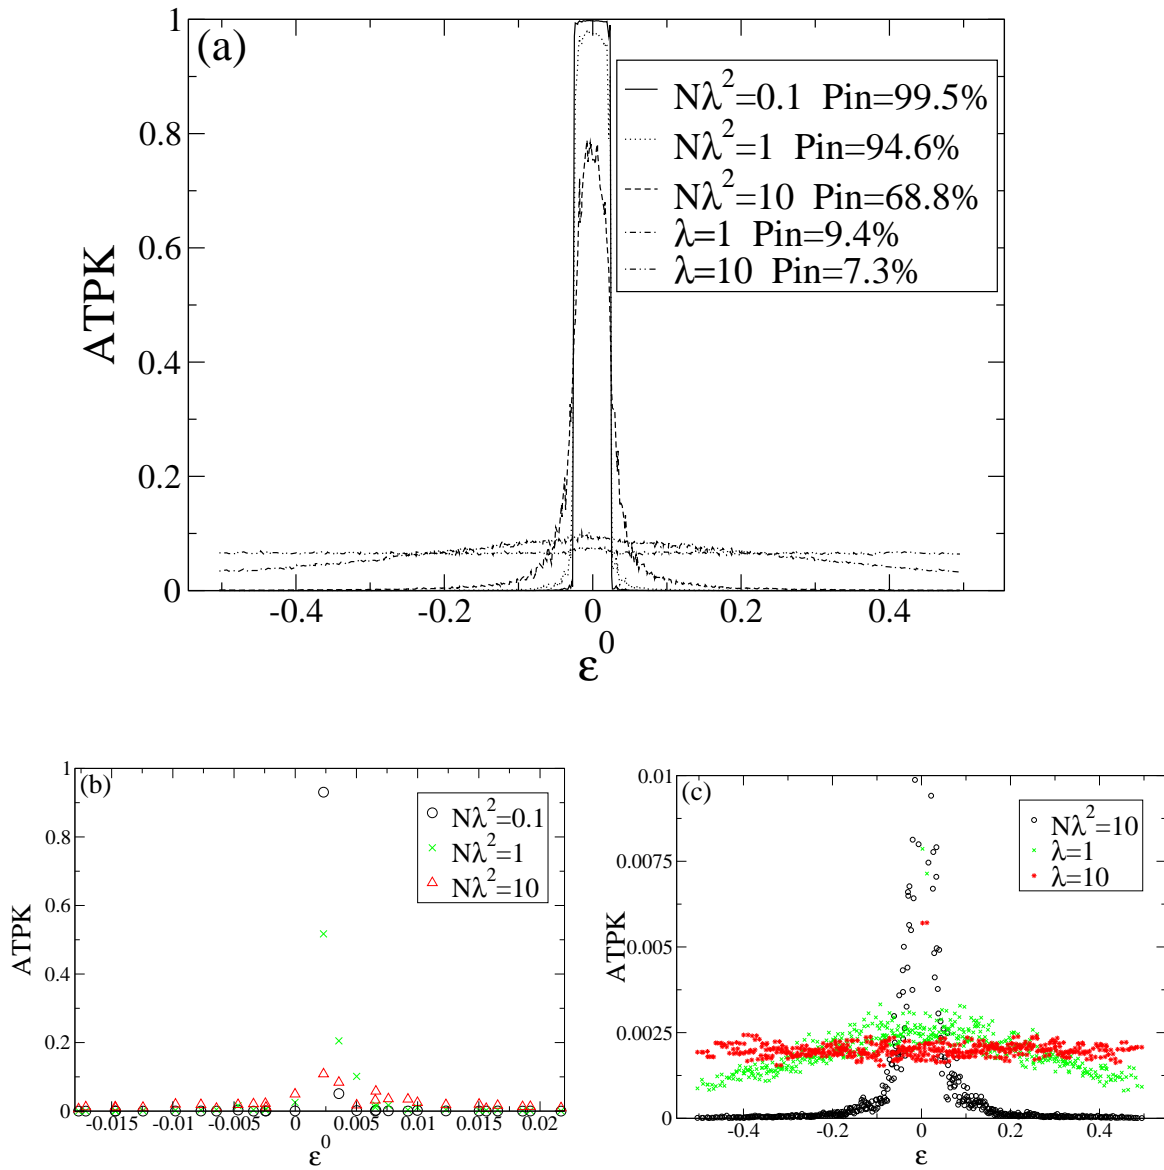 (a)
1
0.8
0.6
0.4
0.2
0
ATPK
Nλ²=0.1 Pin=99.5%
Nλ²=1 Pin=94.6%
Nλ²=10 Pin=68.8%
λ=1 Pin=9.4%
λ=10 Pin=7.3%
-0.4 -0.2 0 0.2 0.4
ε⁰
(b)
1
0.8
0.6
0.4
0.2
0
ATPK
Nλ²=0.1
Nλ²=1
Nλ²=10
-0.015 -0.01 -0.005 0 0.005 0.01 0.015 0.02
ε⁰
(c)
0.01
0.0075
0.005
0.0025
0
ATPK
Nλ²=10
λ=1
λ=10
-0.4 -0.2 0 0.2 0.4
ε